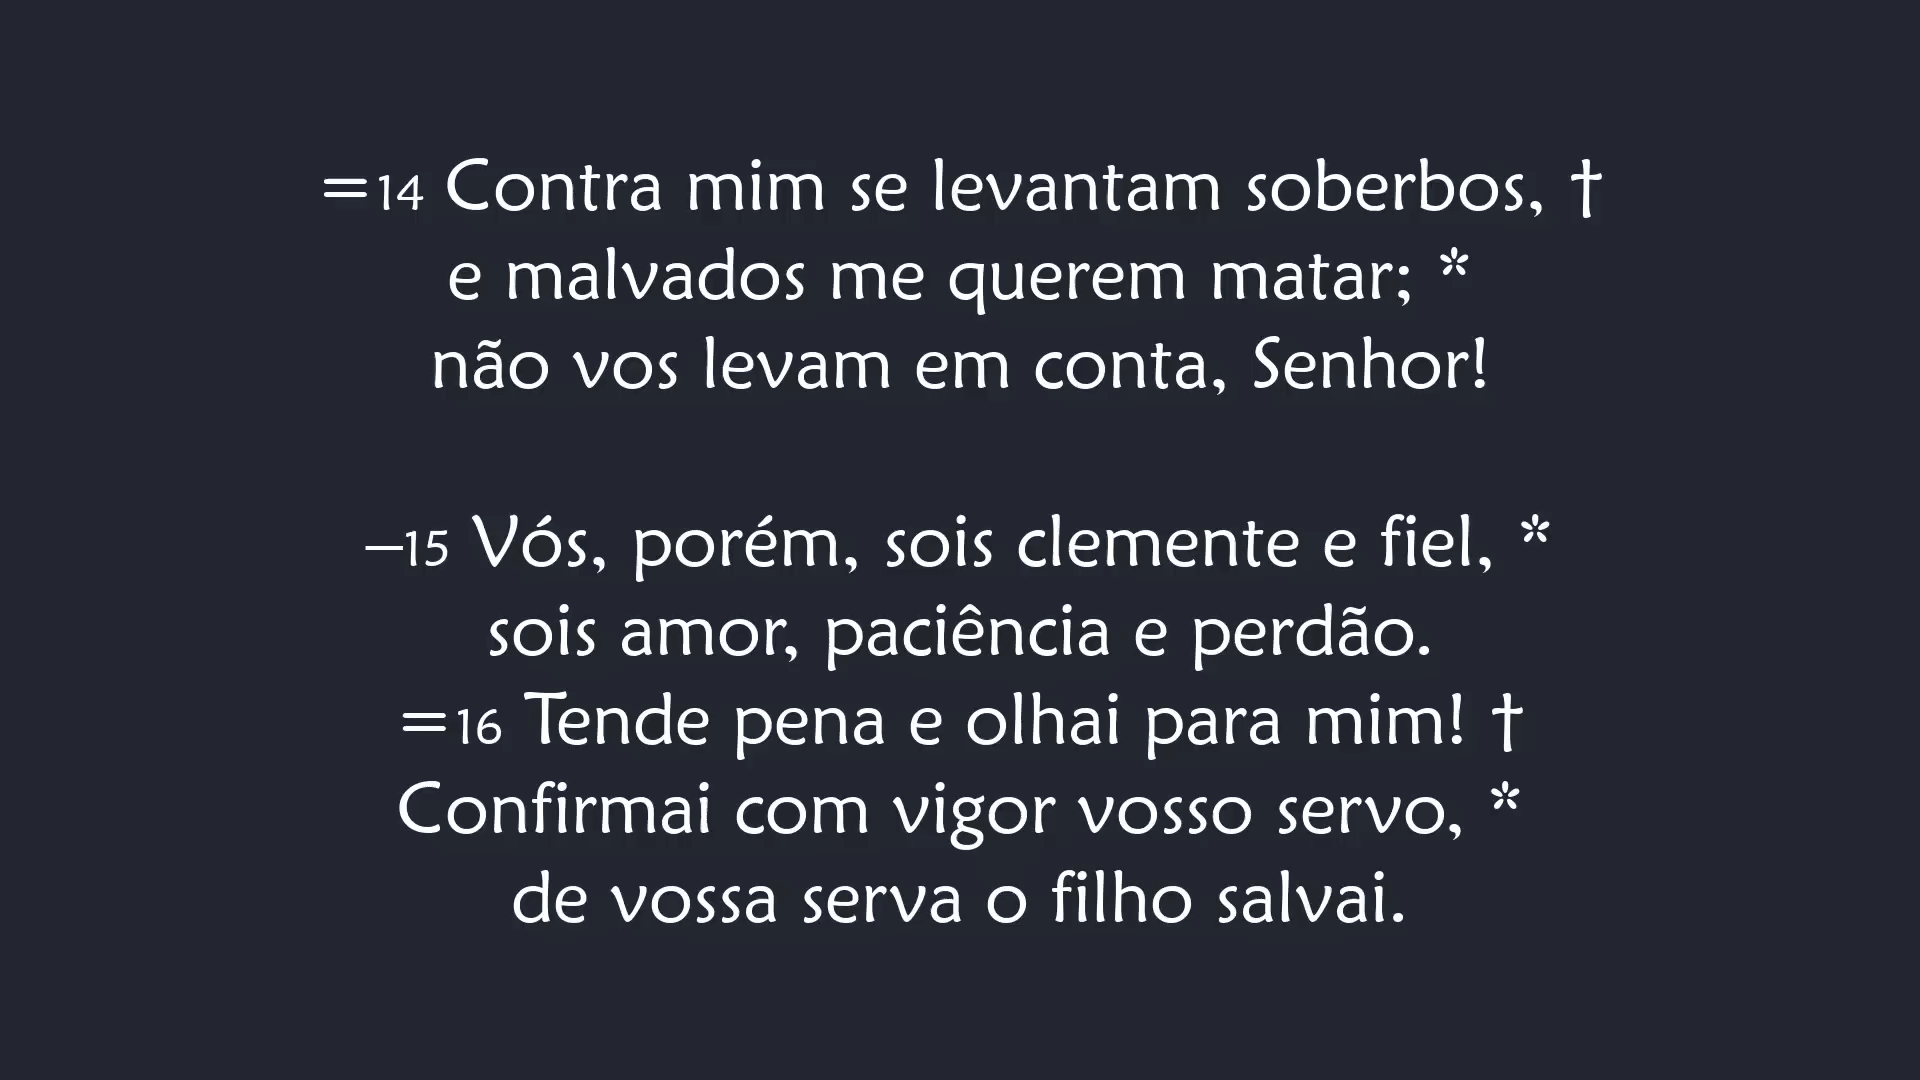 =14 Contra mim se levantam soberbos, †
e malvados me querem matar; *
não vos levam em conta, Senhor!
–15 Vós, porém, sois clemente e fiel, *
sois amor, paciência e perdão.
=16 Tende pena e olhai para mim! †
Confirmai com vigor vosso servo, *
de vossa serva o filho salvai.